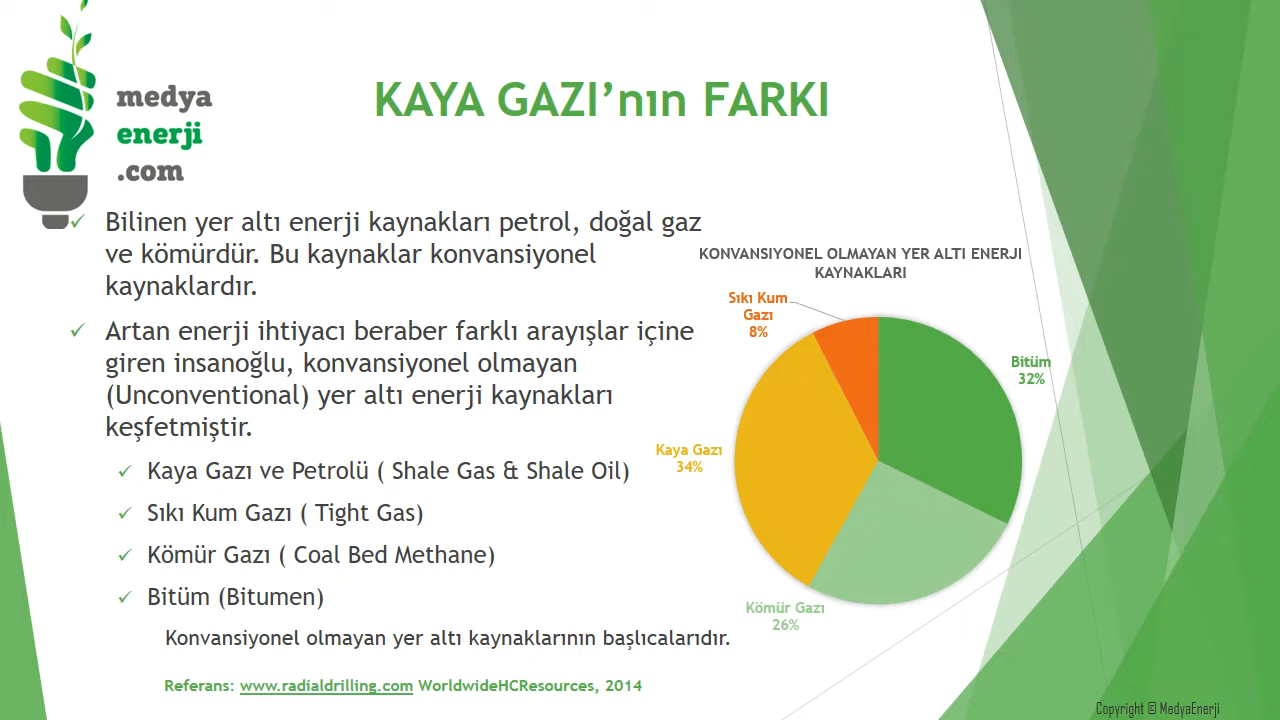 medya
enerji
.com
KAYA GAZI’nın FARKI
Bilinen yer altı enerji kaynakları petrol, doğal gaz
ve kömürdür. Bu kaynaklar konvansiyonel
kaynaklardır.
Artan enerji ihtiyacı beraber farklı arayışlar içine
giren insanoğlu, konvansiyonel olmayan
(Unconventional) yer altı enerji kaynakları
keşfetmiştir.
Kaya Gazı ve Petrolü ( Shale Gas & Shale Oil)
Sıkı Kum Gazı ( Tight Gas)
Kömür Gazı ( Coal Bed Methane)
Bitüm (Bitumen)
Konvansiyonel olmayan yer altı kaynaklarının başlıcalarıdır.
Referans: www.radialdrilling.com WorldwideHCResources, 2014
KONVANSIYONEL OLMAYAN YER ALTI ENERJI
KAYNAKLARI
Sıkı Kum
Gazı
8%
Bitüm
32%
Kaya Gazı
34%
Kömür Gazı
26%
Copyright © MedyaEnerji